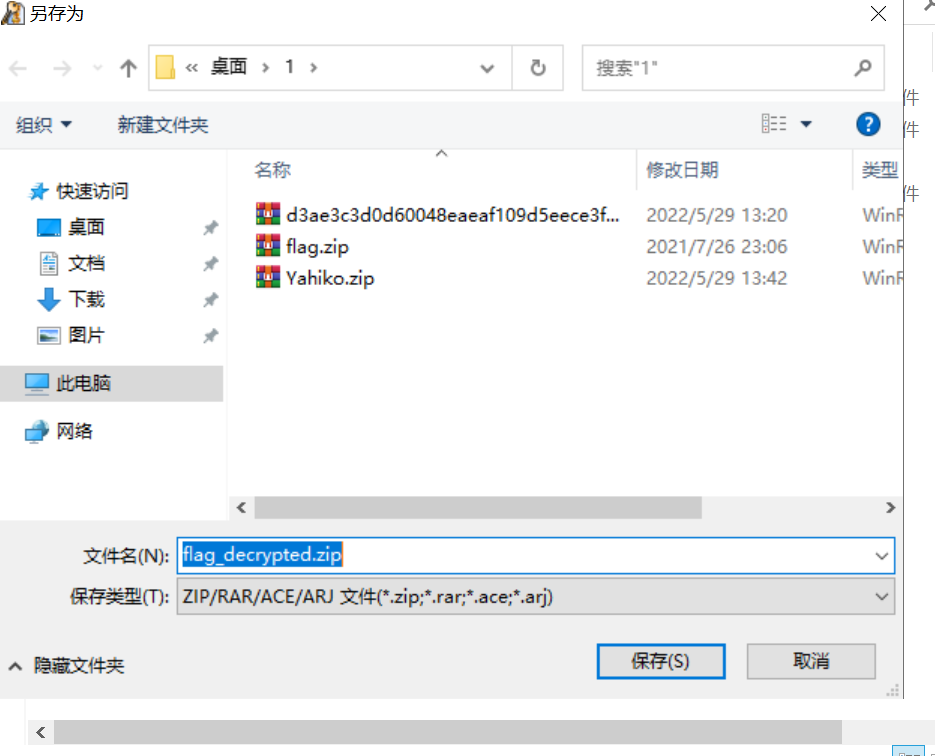 另存为
« 桌面 › 1 ›
搜索"1"
组织
新建文件夹
名称
修改日期
类型
快速访问
桌面
文档
下载
图片
此电脑
网络
d3ae3c3d0d60048eaeaf109d5eece3f... 2022/5/29 13:20 WinR
flag.zip 2021/7/26 23:06 WinR
Yahiko.zip 2022/5/29 13:42 WinR
件
件
件
文件名(N): flag_decrypted.zip
保存类型(T): ZIP/RAR/ACE/ARJ 文件(*.zip;*.rar;*.ace;*.arj)
隐藏文件夹
保存(S)
取消